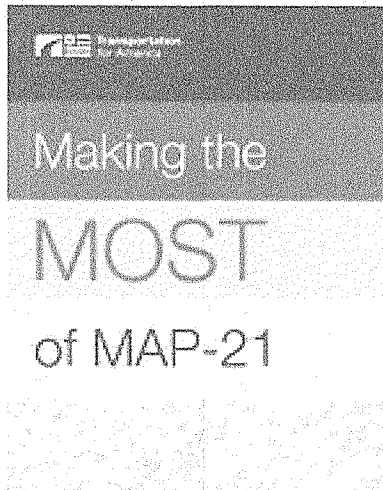 Transportation
for America
Making the
MOST
of MAP-21